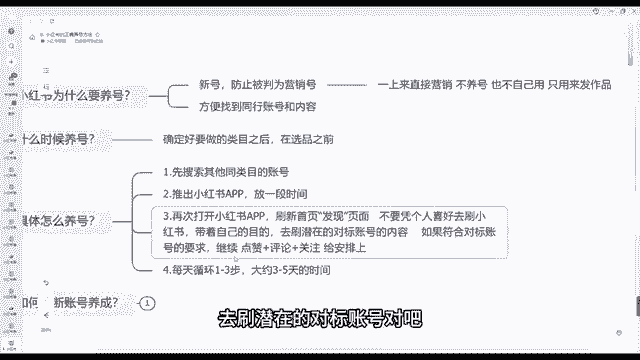 小红书的正确养号方法
小红书为什么要养号?
新号,防止被判为营销号
一上来直接营销 不养号 也不自己用 只用来发作品
方便找到同行账号和内容
什么时候养号?
确定好要做的类目之后,在选品之前
具体怎么养号?
1.先搜索其他同类目的账号
2.推出小红书APP,放一段时间
3.再次打开小红书APP,刷新首页“发现”页面 不要凭个人喜好去刷小
红书,带着自己的目的,去刷潜在的对标账号的内容 如果符合对标账
号的要求,继续 点赞+评论+关注 给安排上
4.每天循环1-3步,大约3-5天的时间
新账号养成?
1
去刷潜在的对标账号对吧